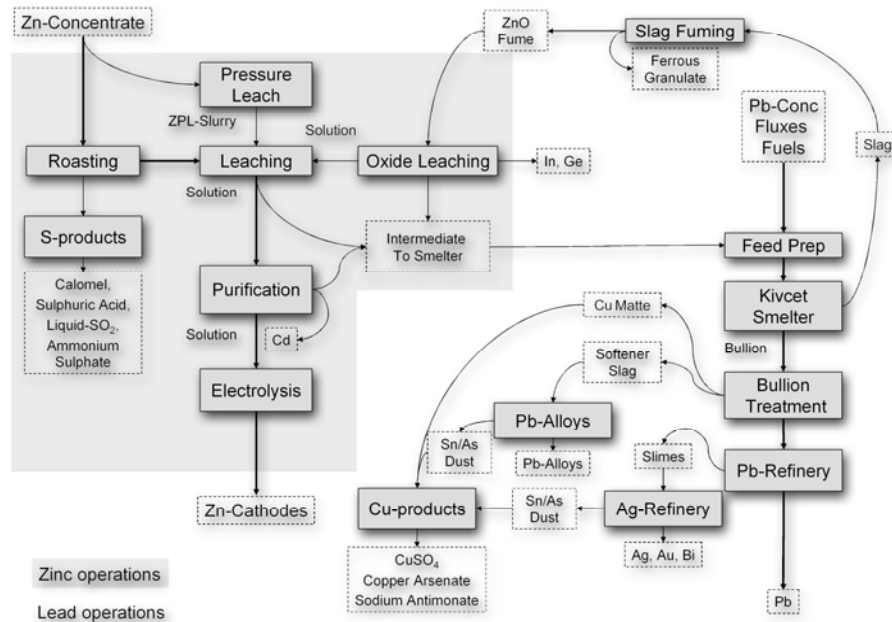 Zn-Concentrate
ZnO
Fume
Slag Fuming
Ferrous
Granulate
Pressure
Leach
Pb-Conc
Fluxes
Fuels
ZPL-Slurry
Solution
Slag
Roasting
Leaching
Oxide Leaching
In, Ge
Solution
S-products
Intermediate
To Smelter
Feed Prep
Calomel,
Sulphuric Acid,
Liquid-SO₂,
Ammonium
Sulphate
Purification
Cu Matte
Kivcet
Smelter
Solution
Cd
Bullion
Softener
Slag
Electrolysis
Bullion
Treatment
Pb-Alloys
Sn/As
Dust
Pb-Alloys
Slimes
Pb-Refinery
Zn-Cathodes
Cu-products
Sn/As
Dust
Ag-Refinery
CuSO₄
Copper Arsenate
Sodium Antimonate
Ag, Au, Bi
Pb
Zinc operations
Lead operations